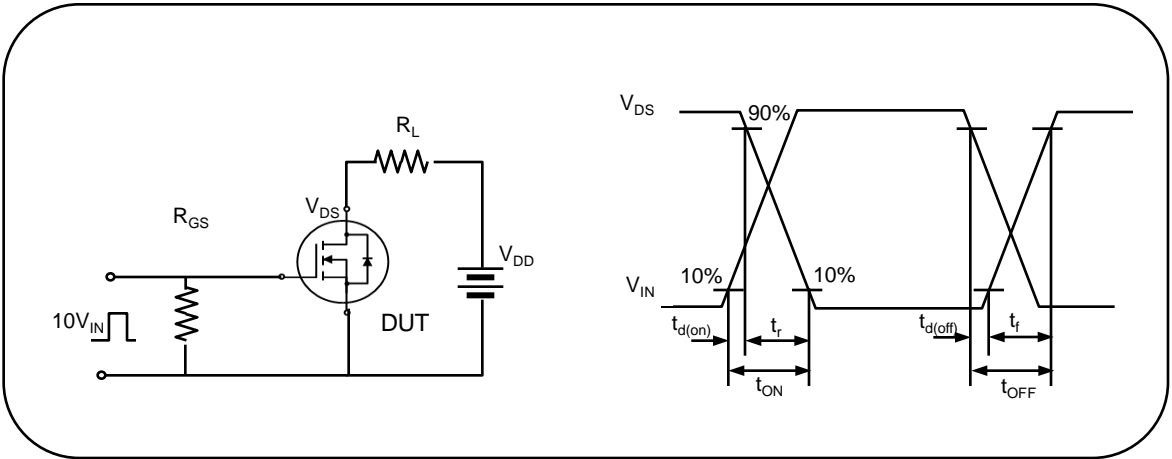 R_L
R_GS
V_DS
V_DD
10V_IN
DUT
V_DS
90%
V_IN
10%
10%
t_d(on)
t_r
t_d(off)
t_f
t_ON
t_OFF